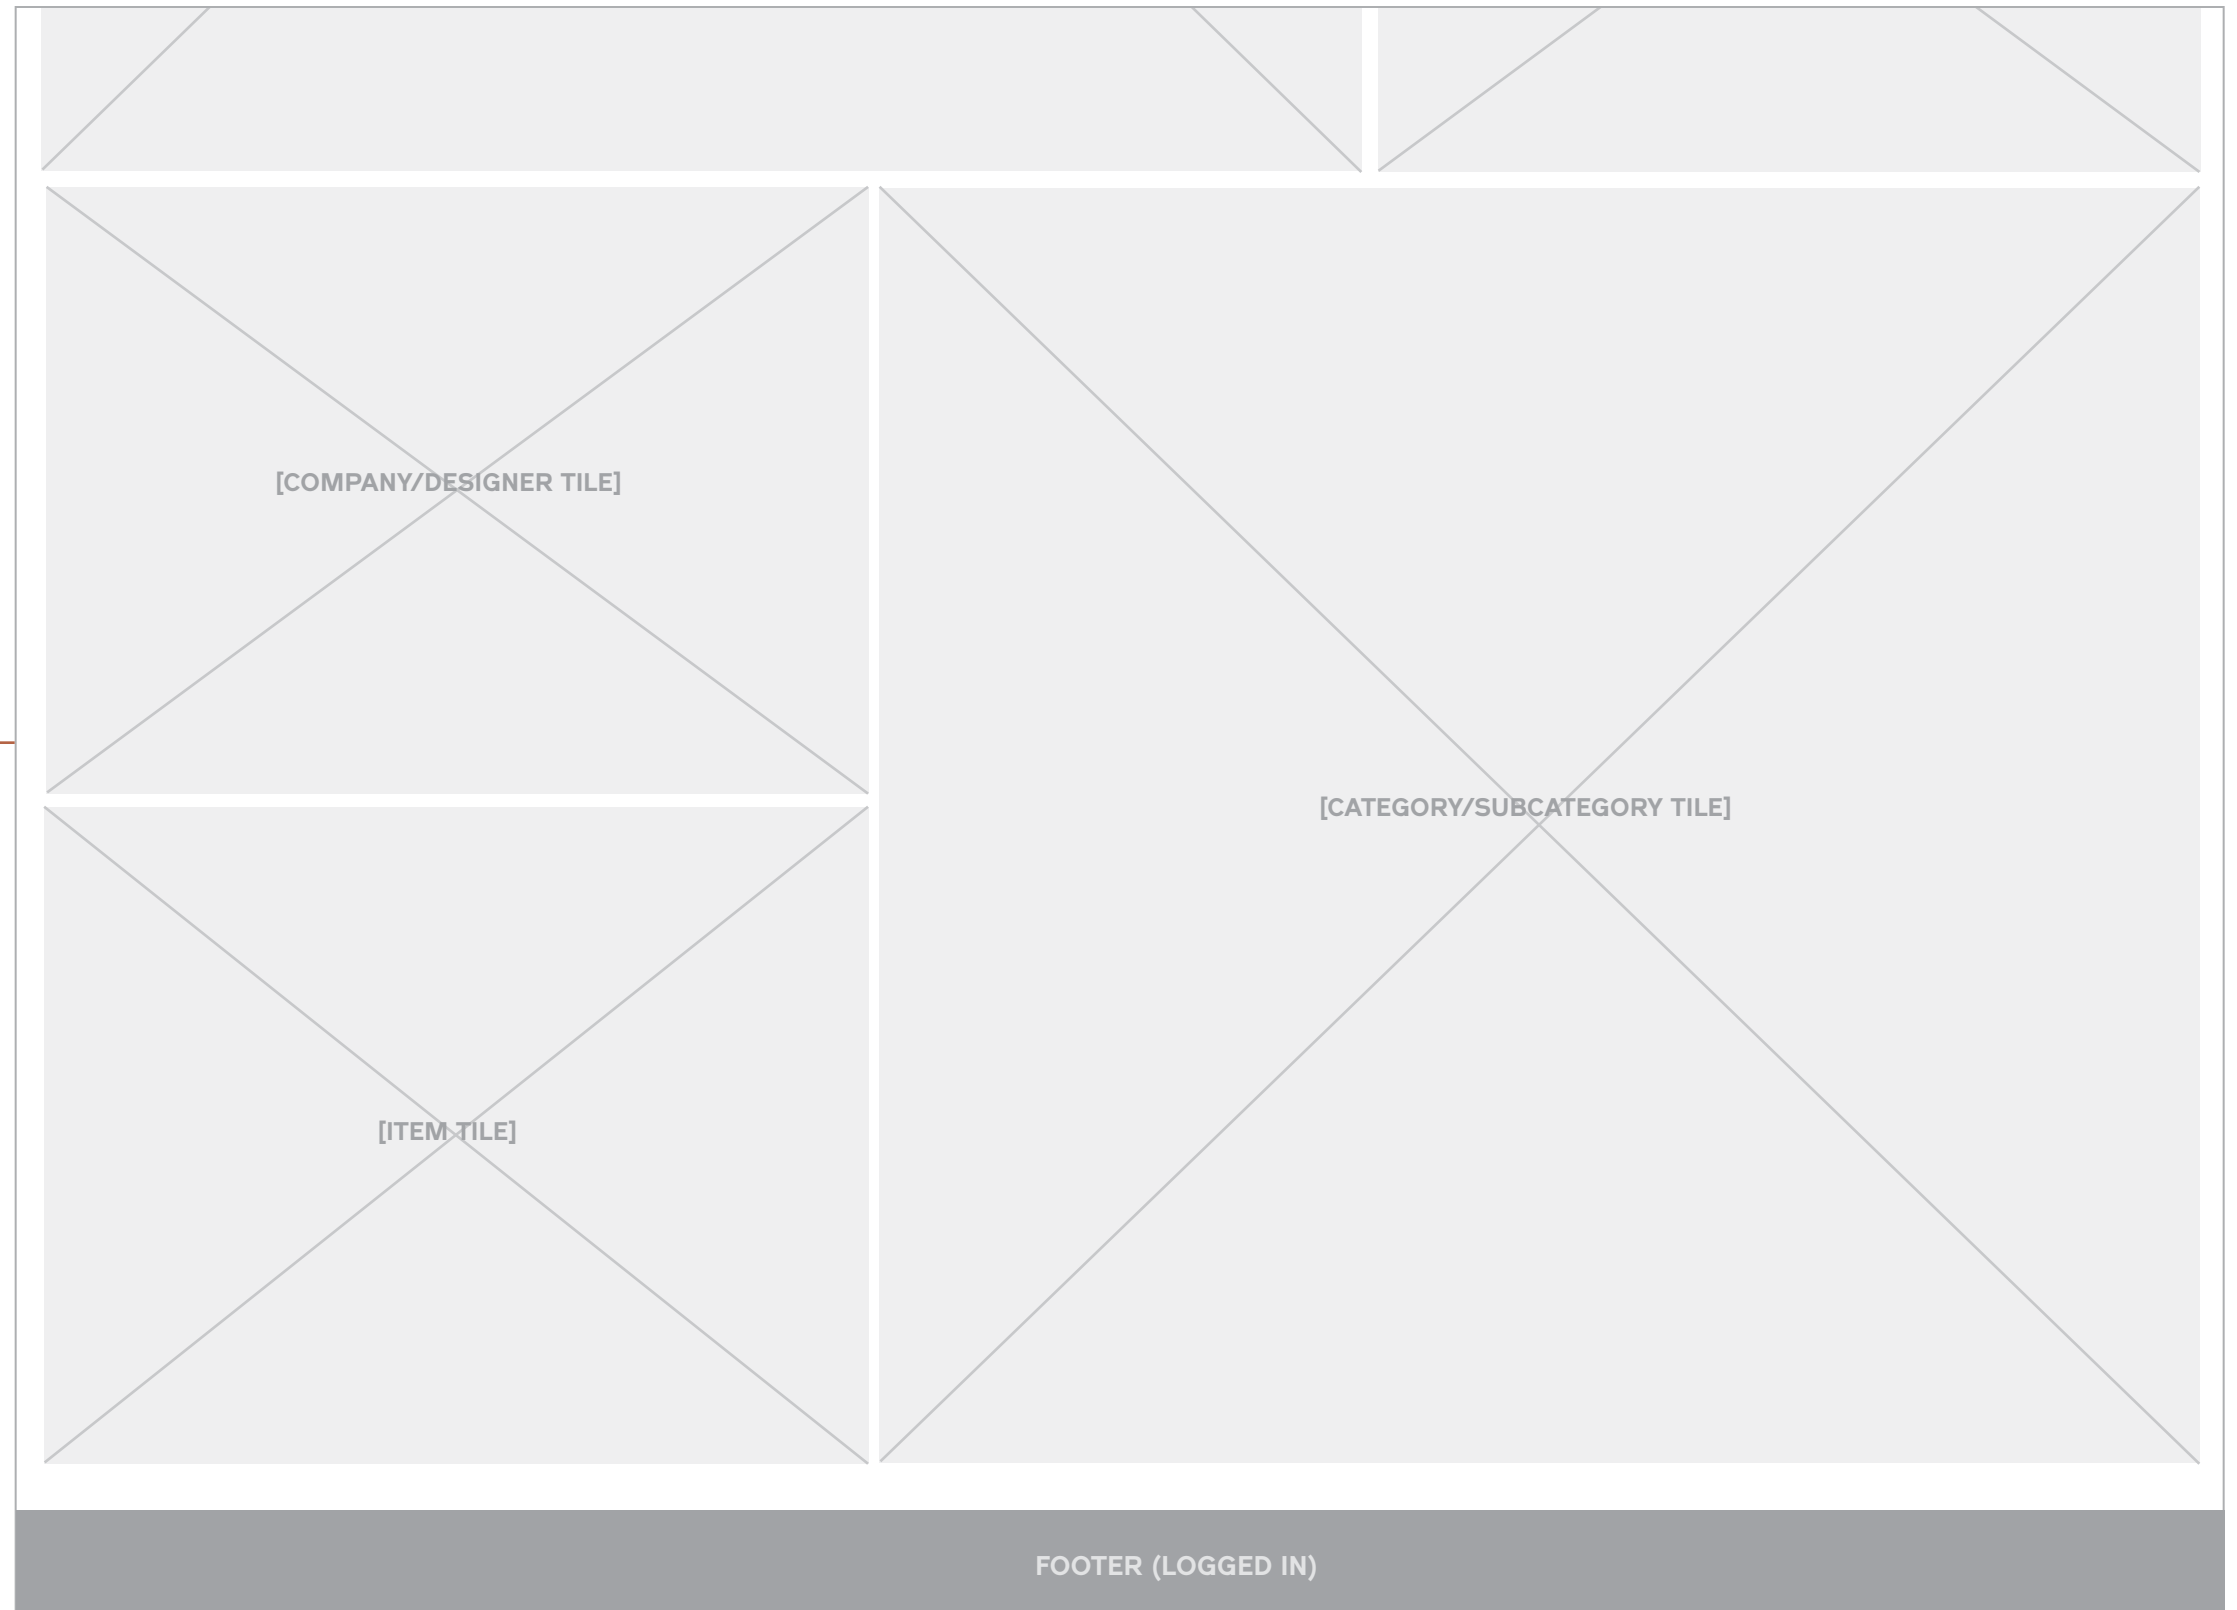 [COMPANY/DESIGNER TILE]
[CATEGORY/SUBCATEGORY TILE]
[ITEM TILE]
FOOTER (LOGGED IN)